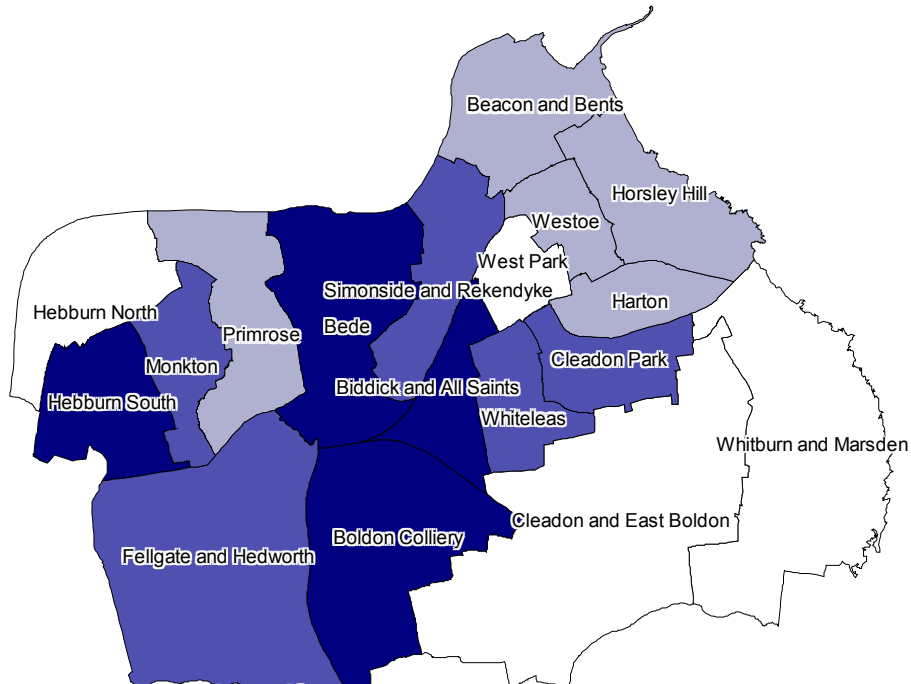 Beacon and Bents
Horsley Hill
Westoe
West Park
Simonside and Rekendyke
Harton
Hebburn North
Bede
Primrose
Cleadon Park
Monkton
Biddick and All Saints
Hebburn South
Whiteleas
Whitburn and Marsden
Cleadon and East Boldon
Boldon Colliery
Fellgate and Hedworth